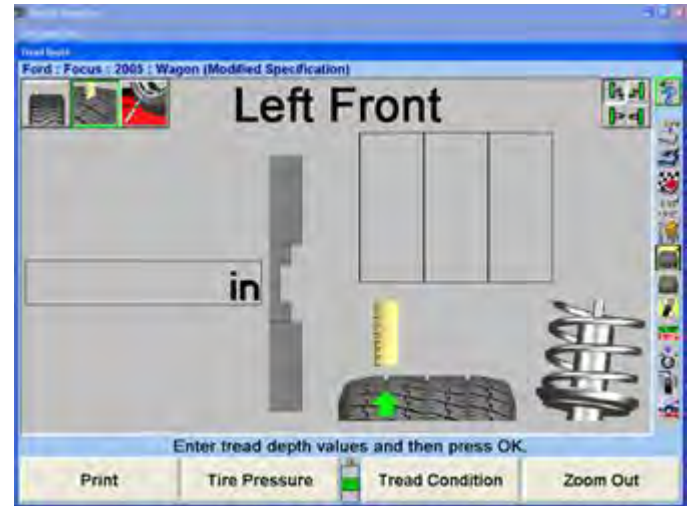 Tread Depth
Ford : Focus : 2005 : Wagon (Modified Specification)
Left Front
in
Enter tread depth values and then press OK.
Print
Tire Pressure
Tread Condition
Zoom Out